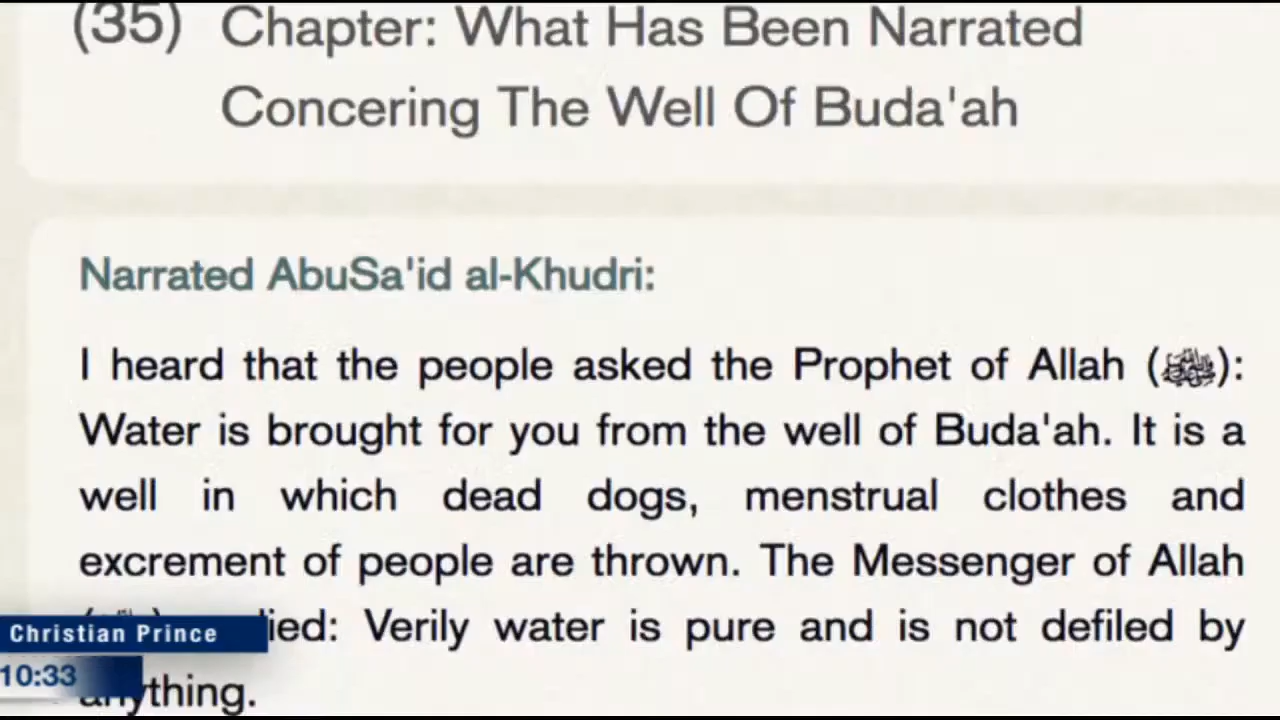 (35) Chapter: What Has Been Narrated
Concering The Well Of Buda'ah
Narrated AbuSa'id al-Khudri:
I heard that the people asked the Prophet of Allah (ﷺ):
Water is brought for you from the well of Buda'ah. It is a
well in which dead dogs, menstrual clothes and
excrement of people are thrown. The Messenger of Allah
ied: Verily water is pure and is not defiled by
anything.
Christian Prince
10:33